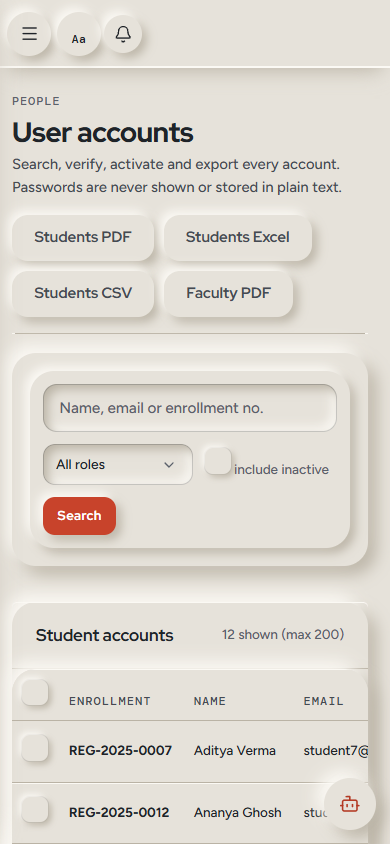 Aa
PEOPLE
User accounts
Search, verify, activate and export every account.
Passwords are never shown or stored in plain text.
Students PDF Students Excel
Students CSV Faculty PDF
Name, email or enrollment no.
All roles include inactive
Search
Student accounts 12 shown (max 200)
ENROLLMENT NAME EMAIL
REG-2025-0007 Aditya Verma student7@
REG-2025-0012 Ananya Ghosh